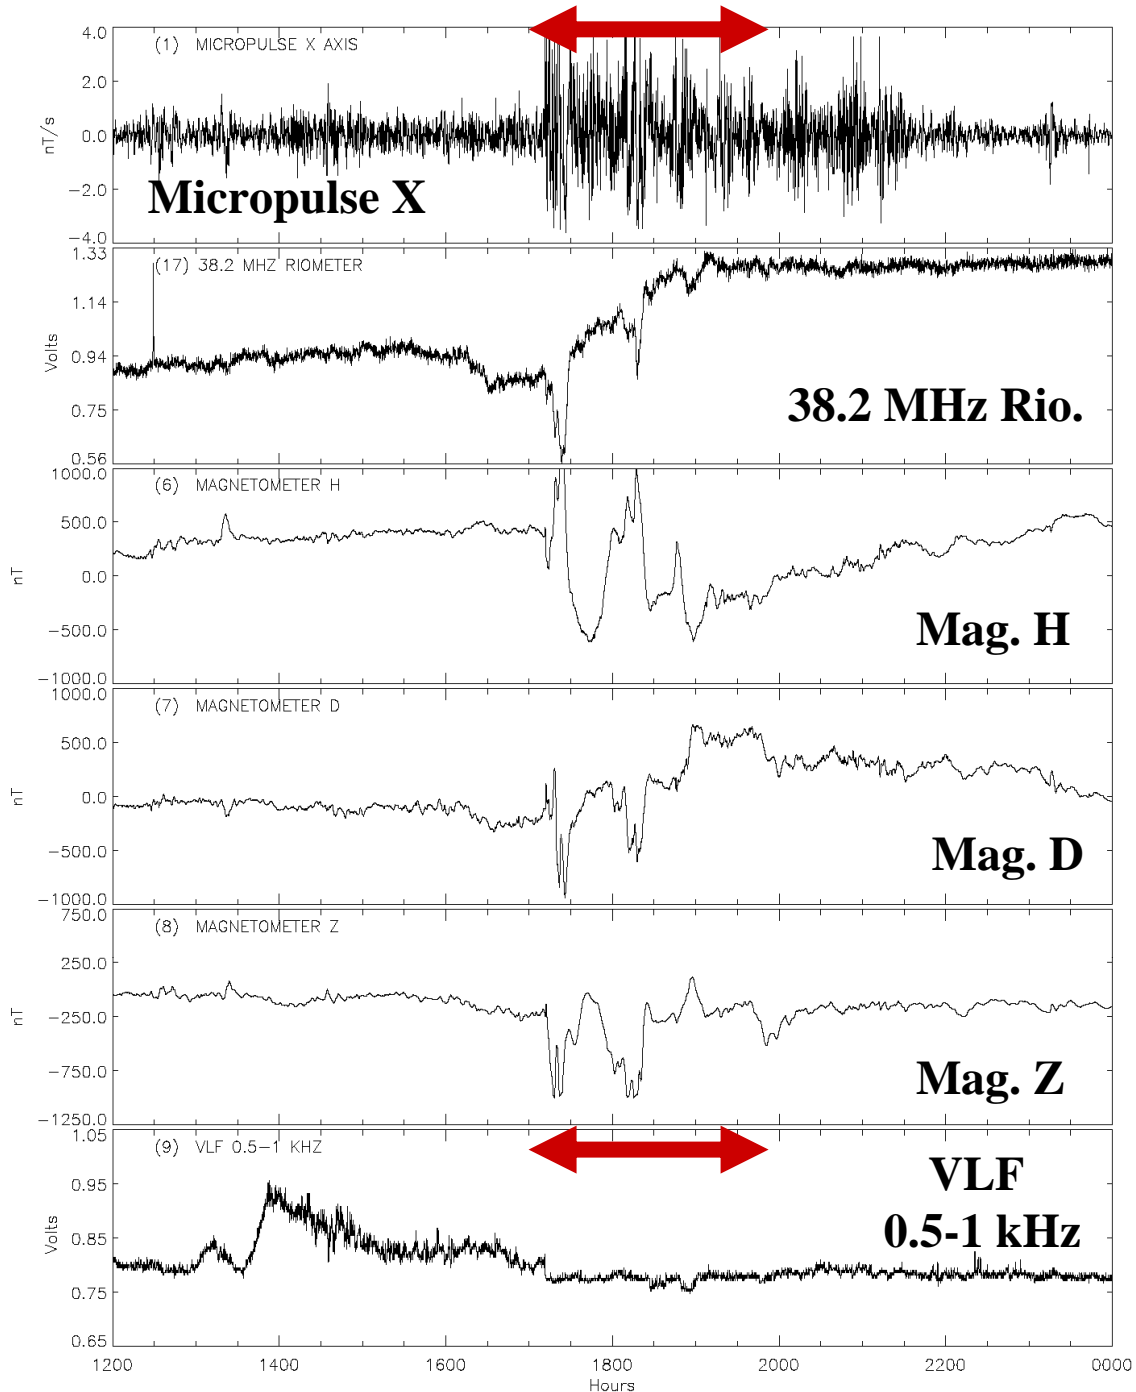 (1) MICROPULSE X AXIS
4.0
2.0
0.0
−2.0
−4.0
nT/s
Micropulse X
(17) 38.2 MHZ RIOMETER
1.33
1.14
0.94
0.75
0.56
Volts
38.2 MHz Rio.
(6) MAGNETOMETER H
1000.0
500.0
0.0
−500.0
−1000.0
nT
Mag. H
(7) MAGNETOMETER D
1000.0
500.0
0.0
−500.0
−1000.0
nT
Mag. D
(8) MAGNETOMETER Z
750.0
250.0
−250.0
−750.0
−1250.0
nT
Mag. Z
(9) VLF 0.5−1 KHZ
1.05
0.95
0.85
0.75
0.65
Volts
VLF
0.5-1 kHz
1200 1400 1600 1800 2000 2200 0000
Hours